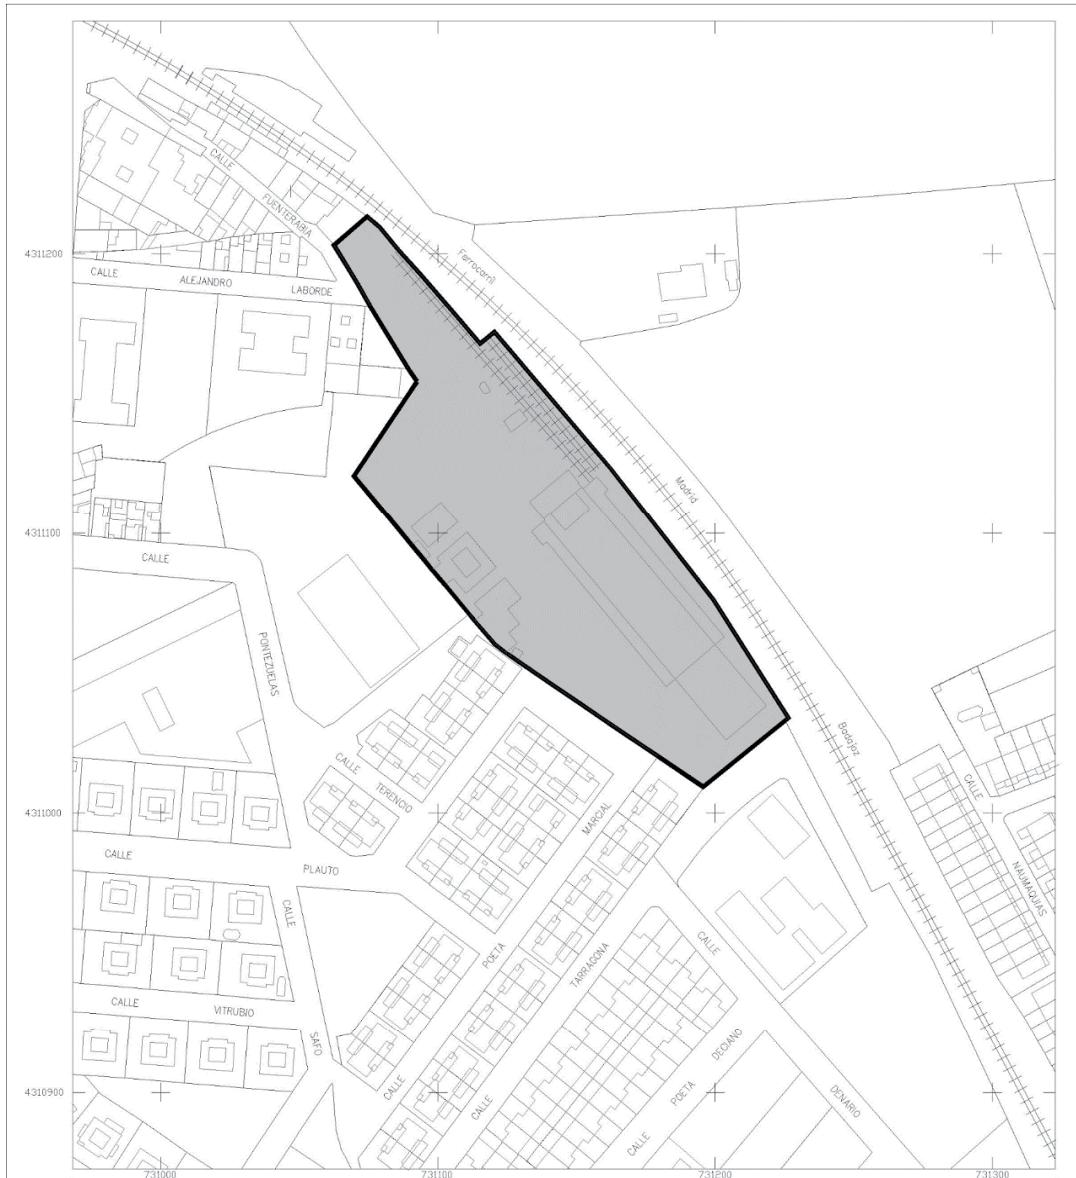 CALLE
FUENTERABIA
4311200
Ferrocarril
CALLE
ALEJANDRO
LABORDE
Madrid
4311100
CALLE
PONTEZUELAS
Badajoz
CALLE
TERENCIO
MARCIAL
CALLE
NAUMAQUIAS
4311000
CALLE
PLAUTO
CALLE
POETA
TARRAGONA
CALLE
CALLE
VITRUBIO
SAFO
DECIANO
POETA
DENARIO
4310900
CALLE
CALLE
CALLE
731000
731100
731200
731300